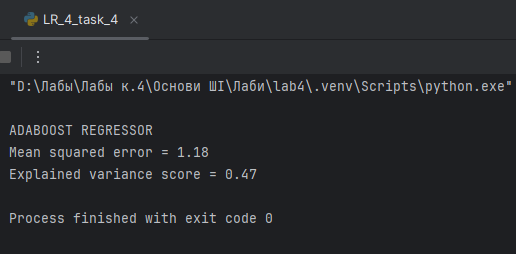 LR_4_task_4
"D:\Лабы\Лабы к.4\Основи ШІ\Лаби\lab4\.venv\Scripts\python.exe"
ADABOOST REGRESSOR
Mean squared error = 1.18
Explained variance score = 0.47
Process finished with exit code 0